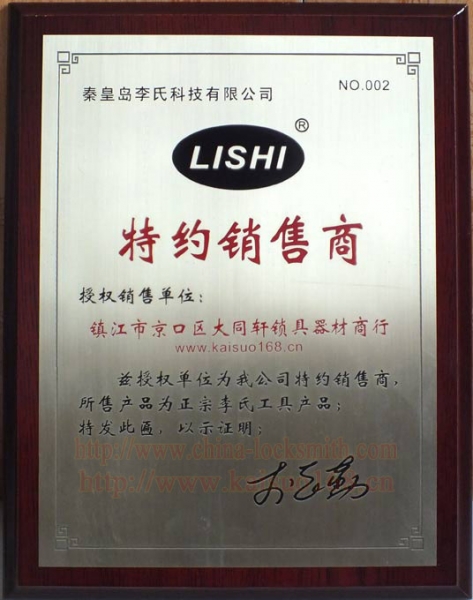 秦皇岛李氏科技有限公司
NO.002
LISHI ®
特约销售商
授权销售单位:
镇江市京口区大同轩锁具器材商行
www.kaisuo168.cn
兹授权单位为我公司特约销售商,
所售产品为正宗李氏工具产品;
特发此匾,以示证明;
http://www.china-locksmith.com
http://www.kaisuo168.cn